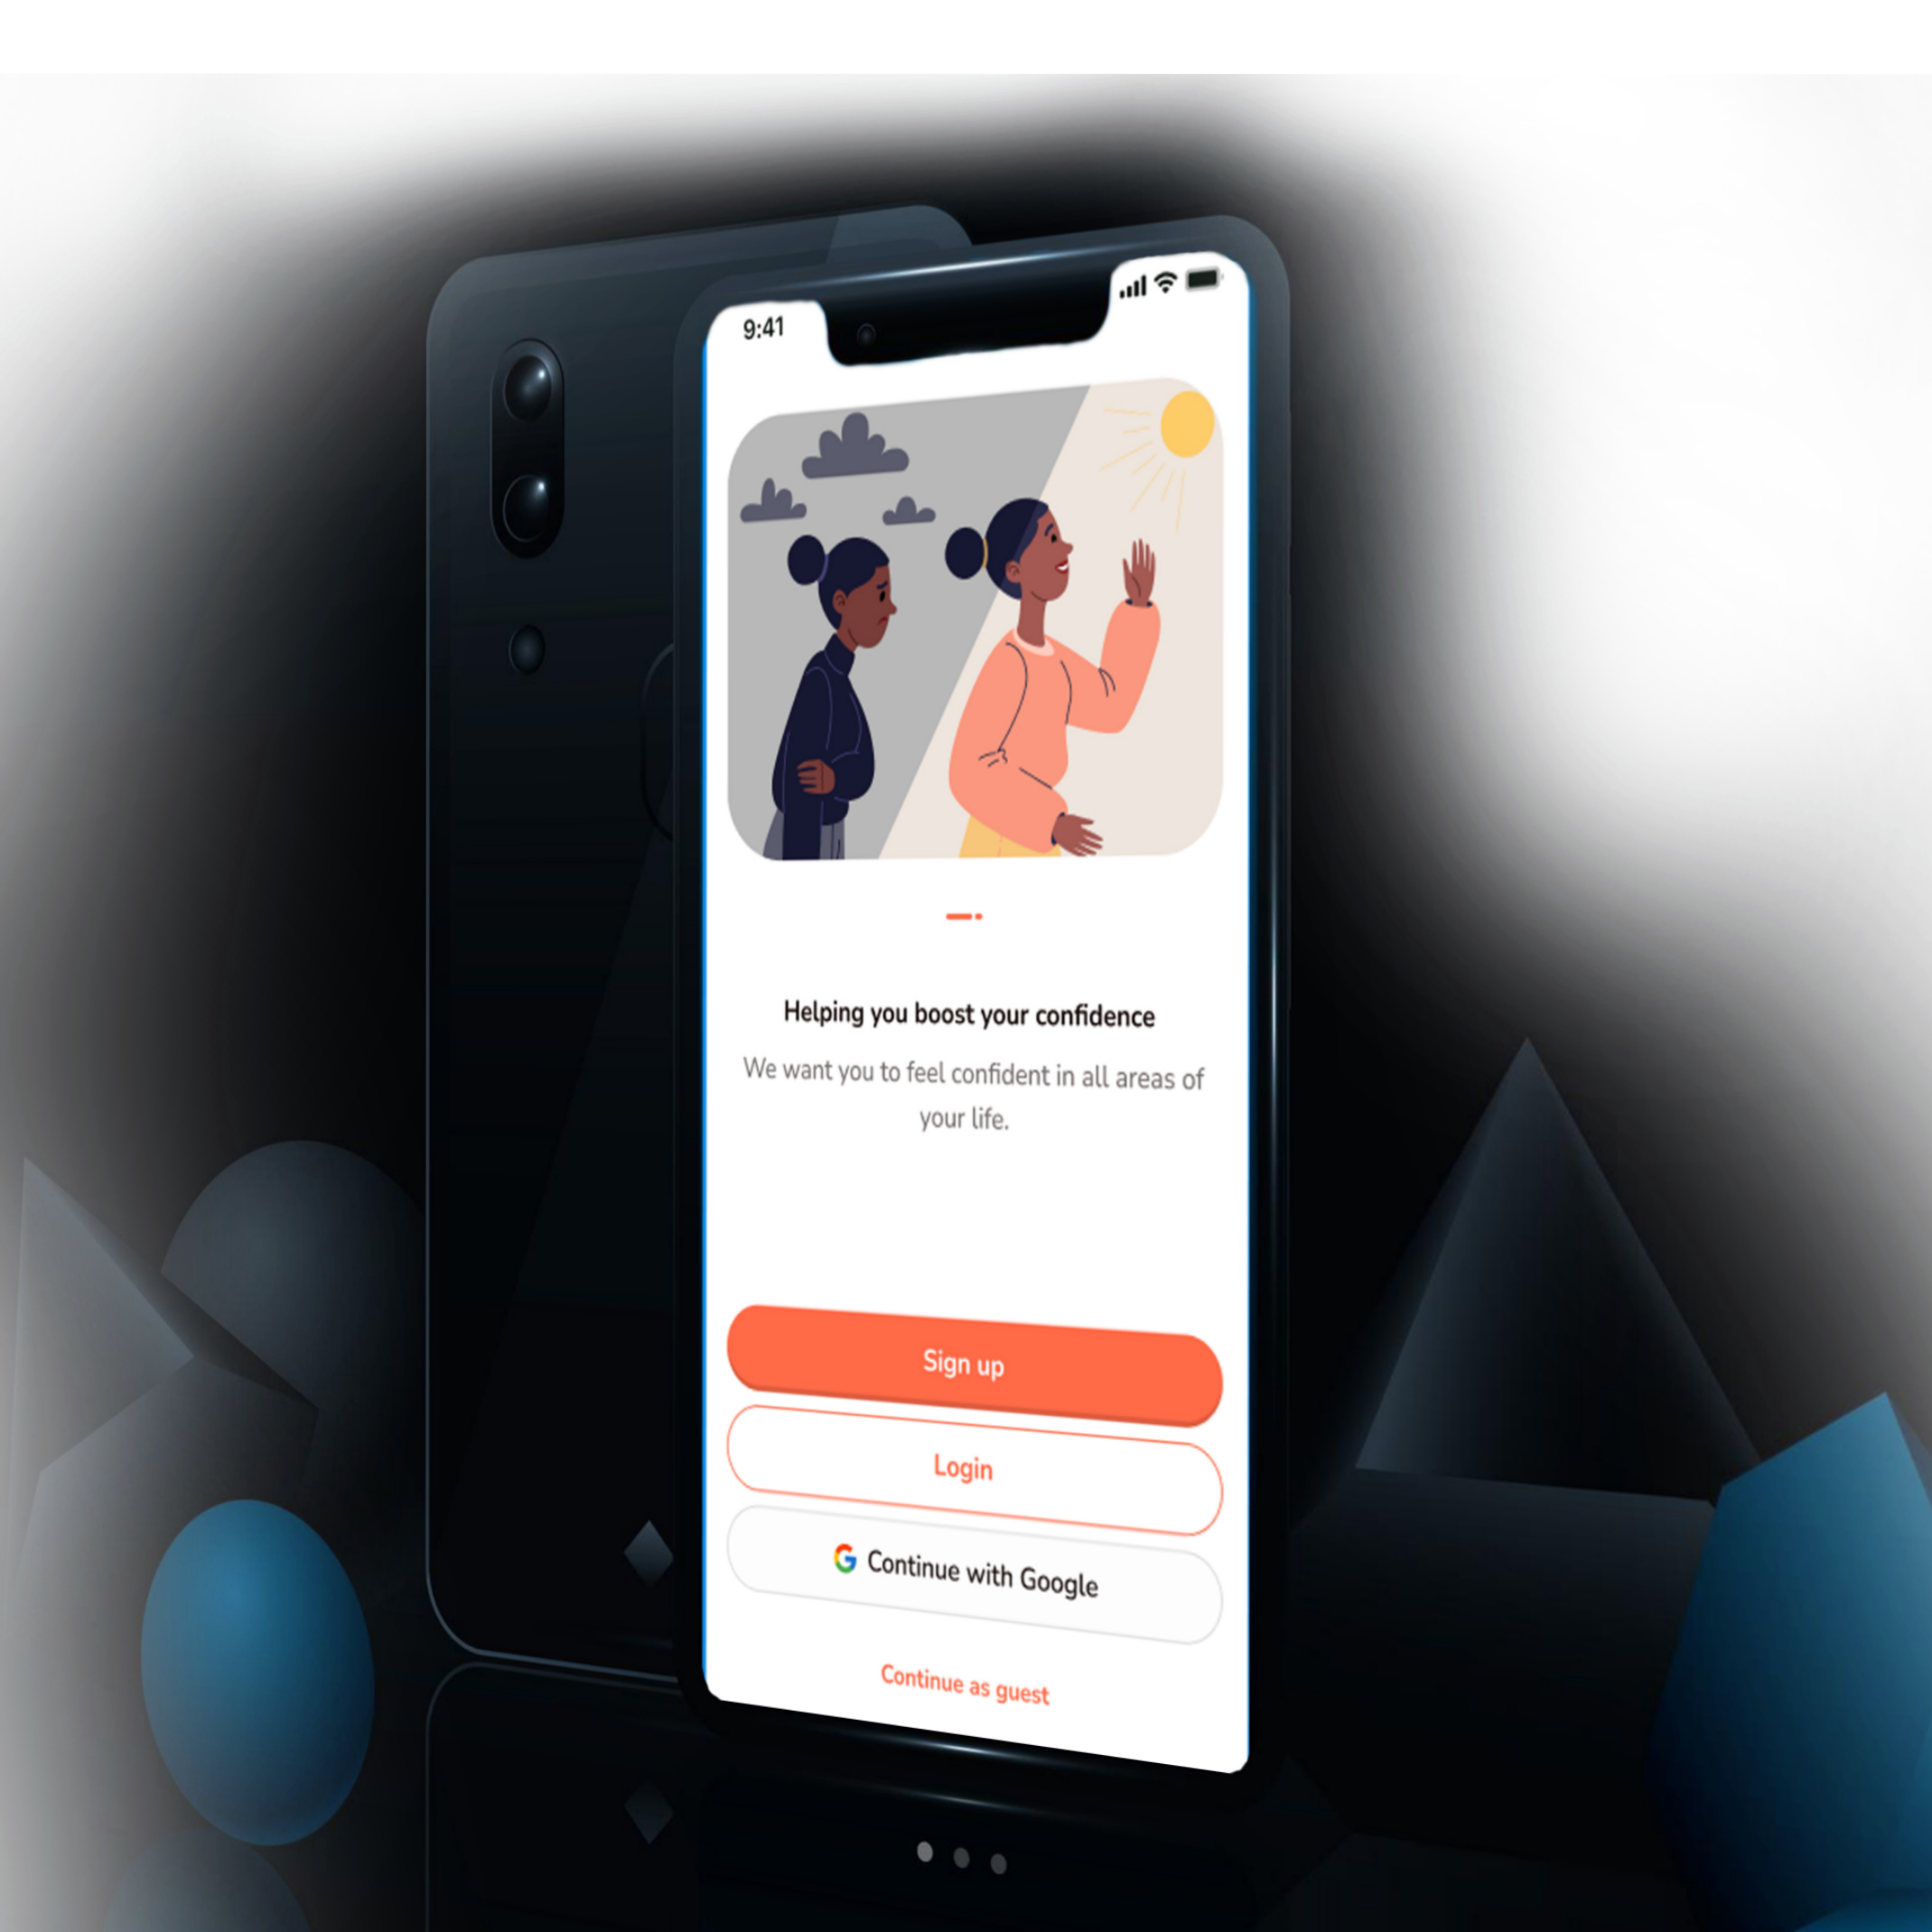 9:41
Helping you boost your confidence
We want you to feel confident in all areas of
your life.
Sign up
Login
Continue with Google
Continue as guest